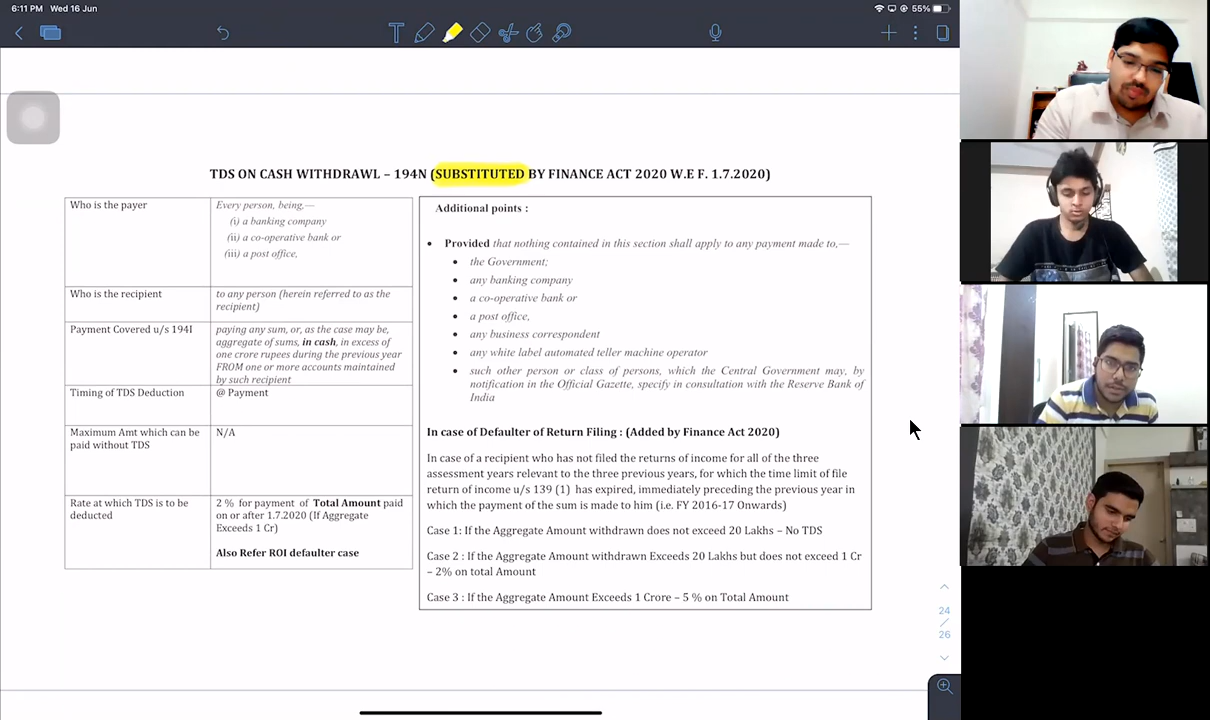 6:11 PM Wed 16 Jun
55%
TDS ON CASH WITHDRAWL – 194N (SUBSTITUTED BY FINANCE ACT 2020 W.E F. 1.7.2020)
Who is the payer
Every person, being,—
(i) a banking company
(ii) a co-operative bank or
(iii) a post office,
Who is the recipient
to any person (herein referred to as the
recipient)
Payment Covered u/s 194I
paying any sum, or, as the case may be,
aggregate of sums, in cash, in excess of
one crore rupees during the previous year
FROM one or more accounts maintained
by such recipient
Timing of TDS Deduction
@ Payment
Maximum Amt which can be
paid without TDS
N/A
Rate at which TDS is to be
deducted
2 % for payment of Total Amount paid
on or after 1.7.2020 (If Aggregate
Exceeds 1 Cr)
Also Refer ROI defaulter case
Additional points :
• Provided that nothing contained in this section shall apply to any payment made to,—
• the Government;
• any banking company
• a co-operative bank or
• a post office,
• any business correspondent
• any white label automated teller machine operator
• such other person or class of persons, which the Central Government may, by
notification in the Official Gazette, specify in consultation with the Reserve Bank of
India
In case of Defaulter of Return Filing : (Added by Finance Act 2020)
In case of a recipient who has not filed the returns of income for all of the three
assessment years relevant to the three previous years, for which the time limit of file
return of income u/s 139 (1) has expired, immediately preceding the previous year in
which the payment of the sum is made to him (i.e. FY 2016-17 Onwards)
Case 1: If the Aggregate Amount withdrawn does not exceed 20 Lakhs – No TDS
Case 2 : If the Aggregate Amount withdrawn Exceeds 20 Lakhs but does not exceed 1 Cr
– 2% on total Amount
Case 3 : If the Aggregate Amount Exceeds 1 Crore – 5 % on Total Amount
24
/
26